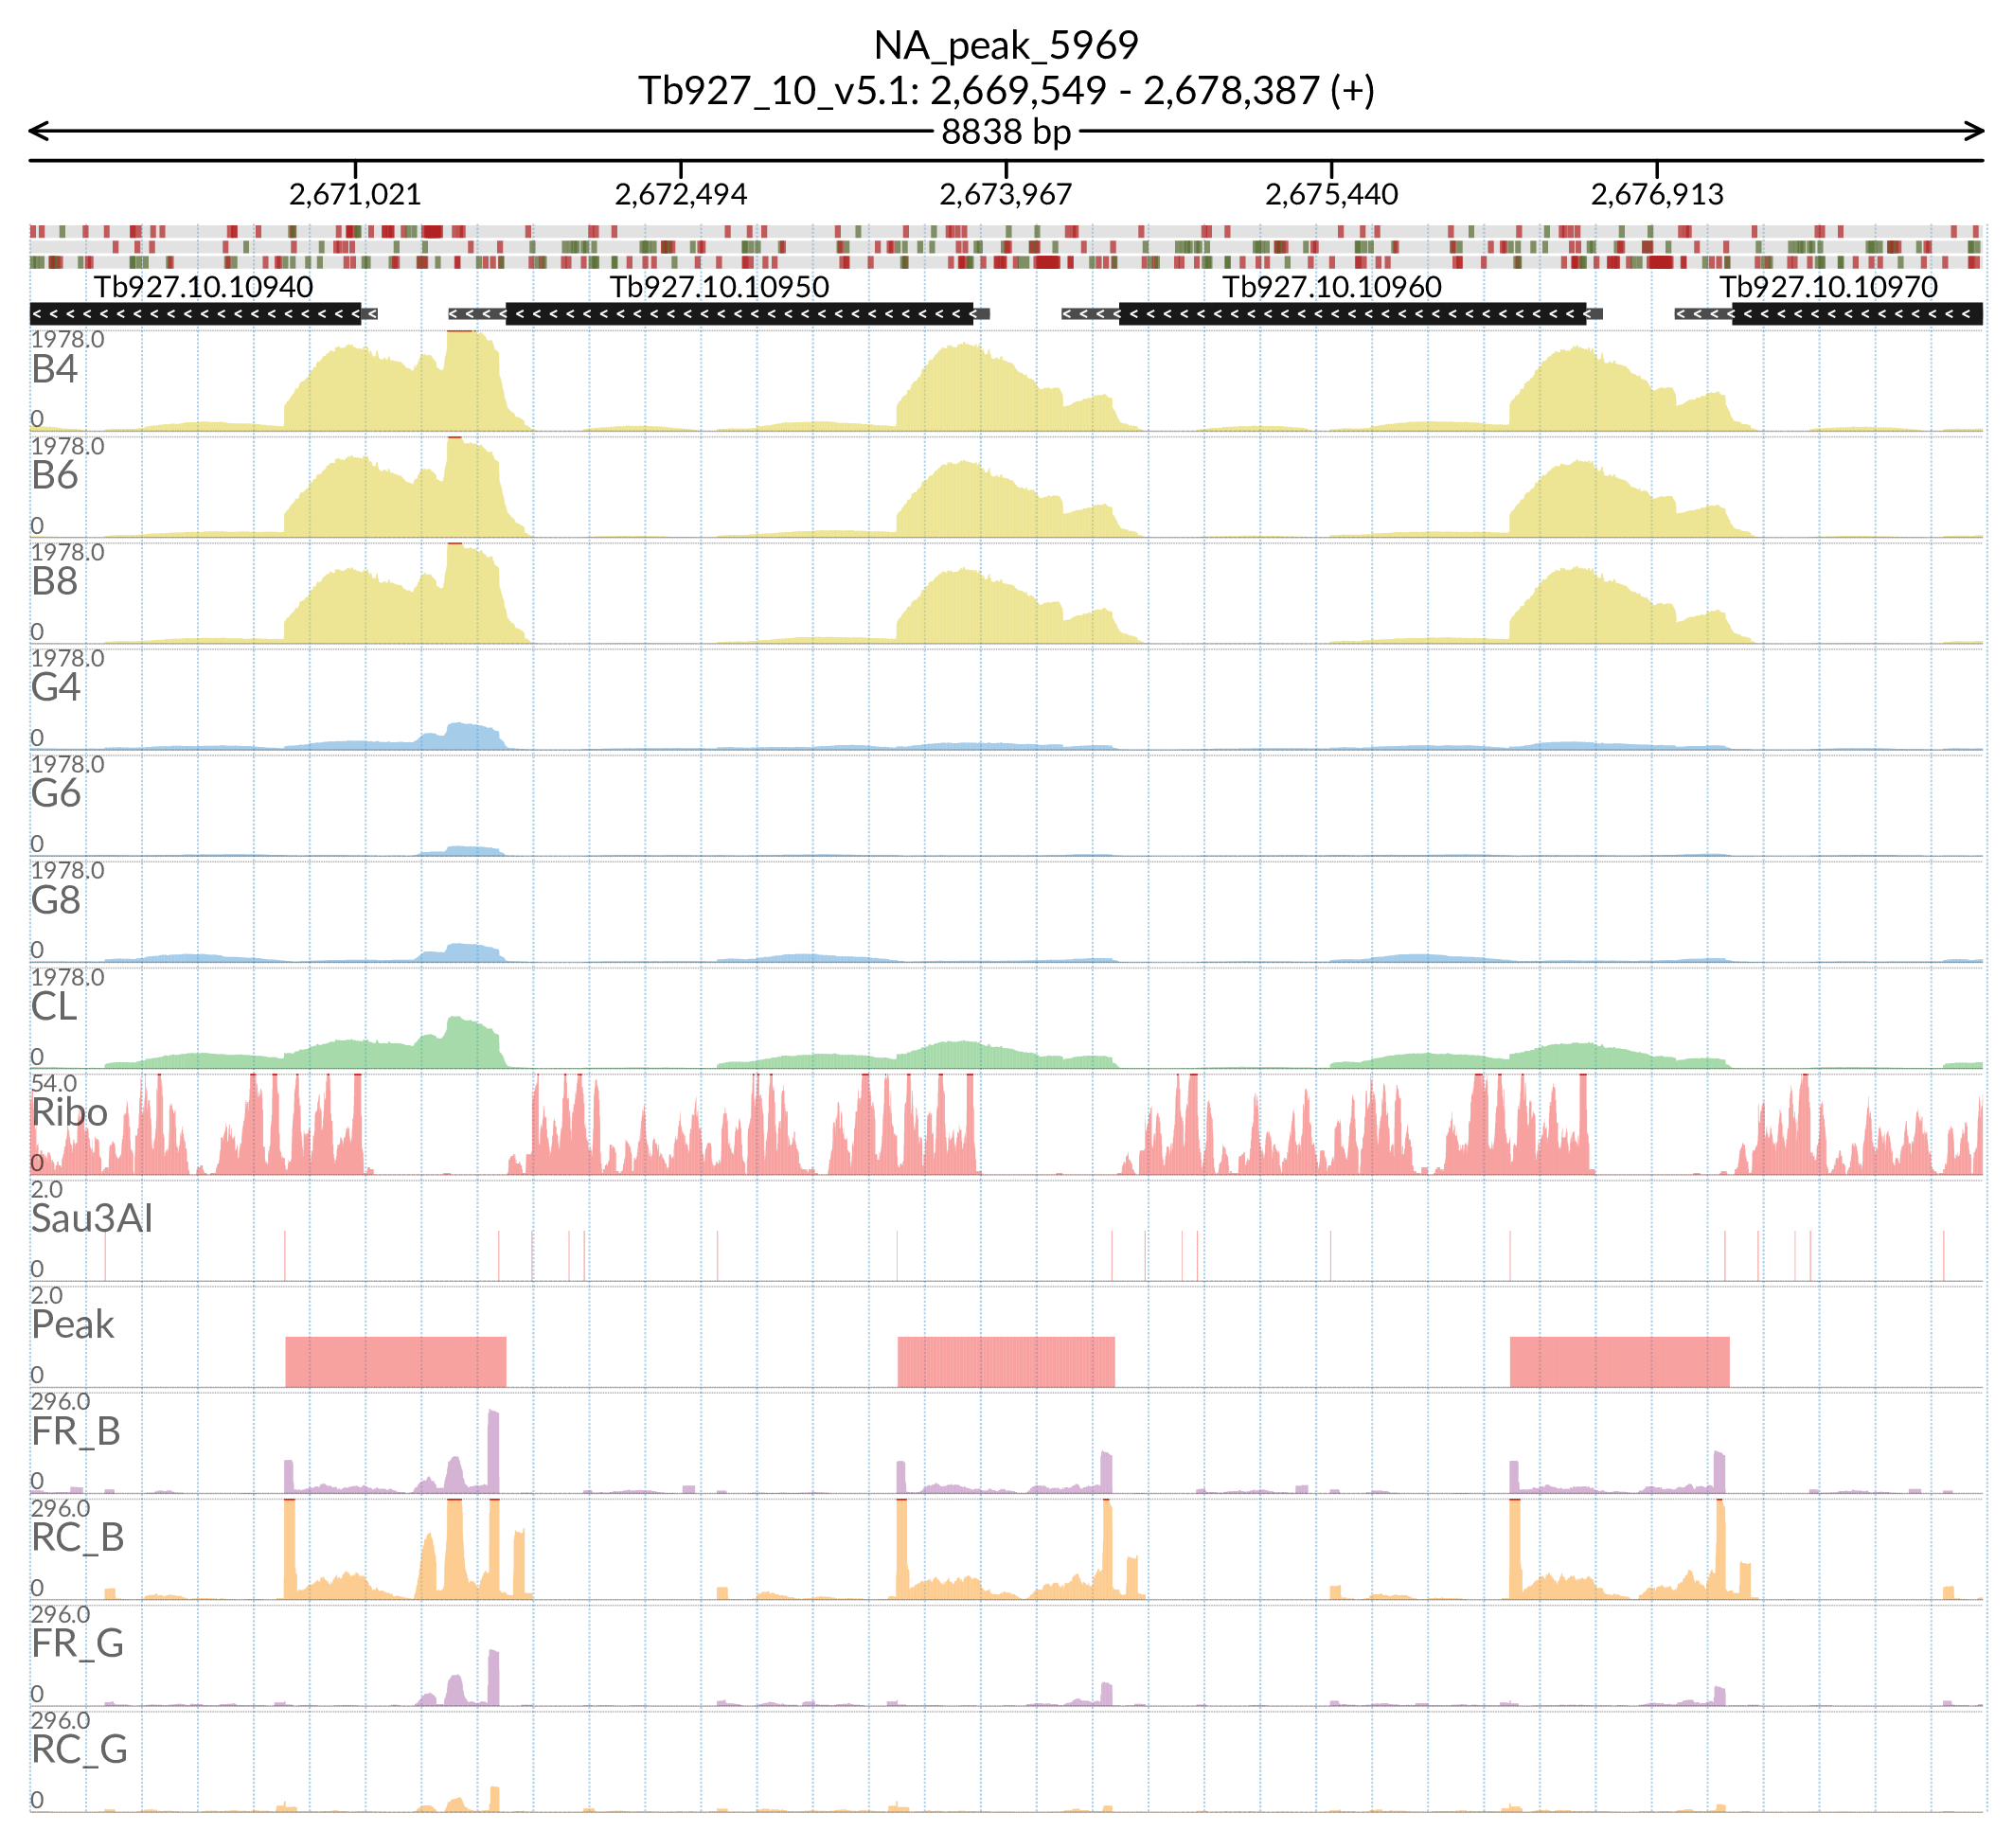 NA_peak_5969
Tb927_10_v5.1: 2,669,549 - 2,678,387 (+)
8838 bp
2,671,021 2,672,494 2,673,967 2,675,440 2,676,913
Tb927.10.10940 Tb927.10.10950 Tb927.10.10960 Tb927.10.10970
1978.0
B4
0
1978.0
B6
0
1978.0
B8
0
1978.0
G4
0
1978.0
G6
0
1978.0
G8
0
1978.0
CL
0
54.0
Ribo
0
2.0
Sau3AI
0
2.0
Peak
0
296.0
FR_B
0
296.0
RC_B
0
296.0
FR_G
0
296.0
RC_G
0